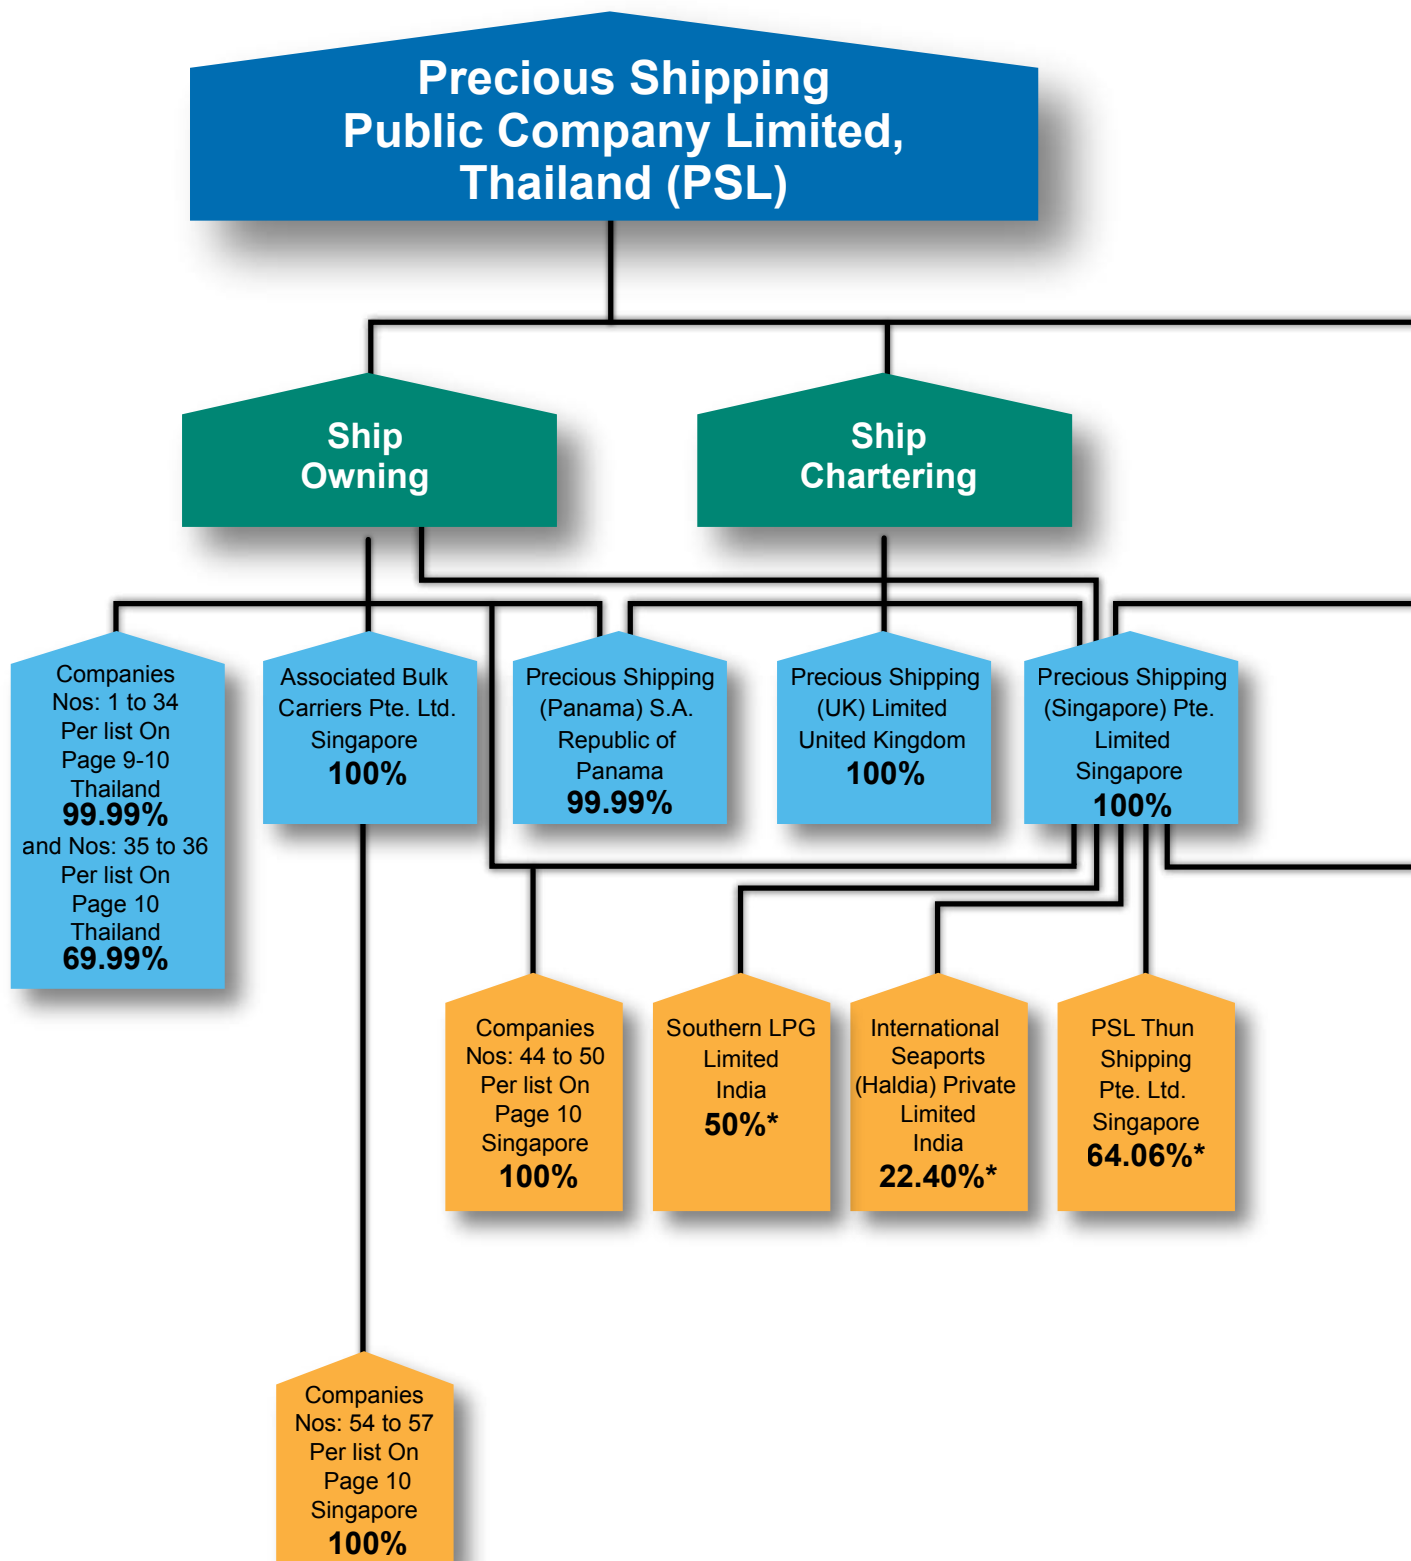 Precious Shipping
Public Company Limited,
Thailand (PSL)
Ship
Owning
Ship
Chartering
Companies
Nos: 1 to 34
Per list On
Page 9-10
Thailand
99.99%
and Nos: 35 to 36
Per list On
Page 10
Thailand
69.99%
Associated Bulk
Carriers Pte. Ltd.
Singapore
100%
Precious Shipping
(Panama) S.A.
Republic of
Panama
99.99%
Precious Shipping
(UK) Limited
United Kingdom
100%
Precious Shipping
(Singapore) Pte.
Limited
Singapore
100%
Companies
Nos: 44 to 50
Per list On
Page 10
Singapore
100%
Southern LPG
Limited
India
50%*
International
Seaports
(Haldia) Private
Limited
India
22.40%*
PSL Thun
Shipping
Pte. Ltd.
Singapore
64.06%*
Companies
Nos: 54 to 57
Per list On
Page 10
Singapore
100%